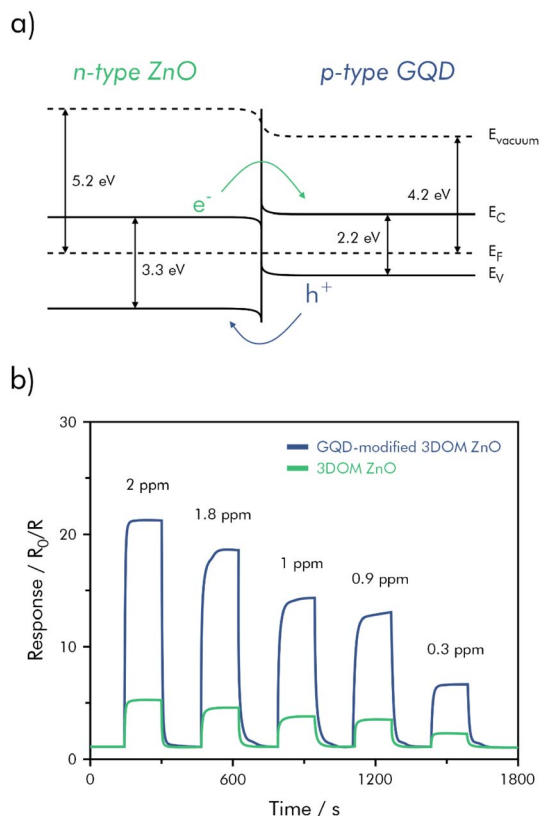 a)
n-type ZnO
p-type GQD
E_vacuum
5.2 eV
4.2 eV
e⁻
E_C
2.2 eV
E_F
3.3 eV
E_V
h⁺
b)
30
GQD-modified 3DOM ZnO
3DOM ZnO
2 ppm
1.8 ppm
20
1 ppm
0.9 ppm
Response / R₀/R
10
0.3 ppm
0
0 600 1200 1800
Time / s